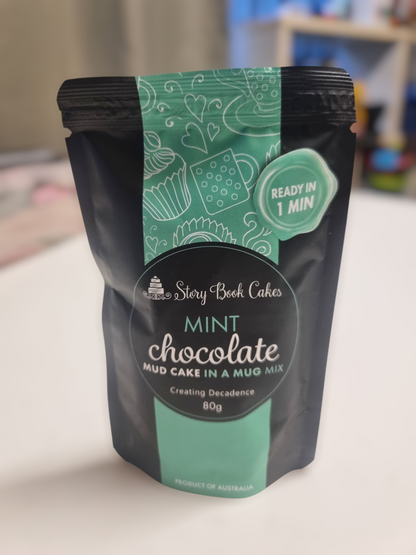 READY IN
1 MIN
Story Book Cakes
MINT
chocolate
MUD CAKE IN A MUG MIX
Creating Decadence
80g
PRODUCT OF AUSTRALIA